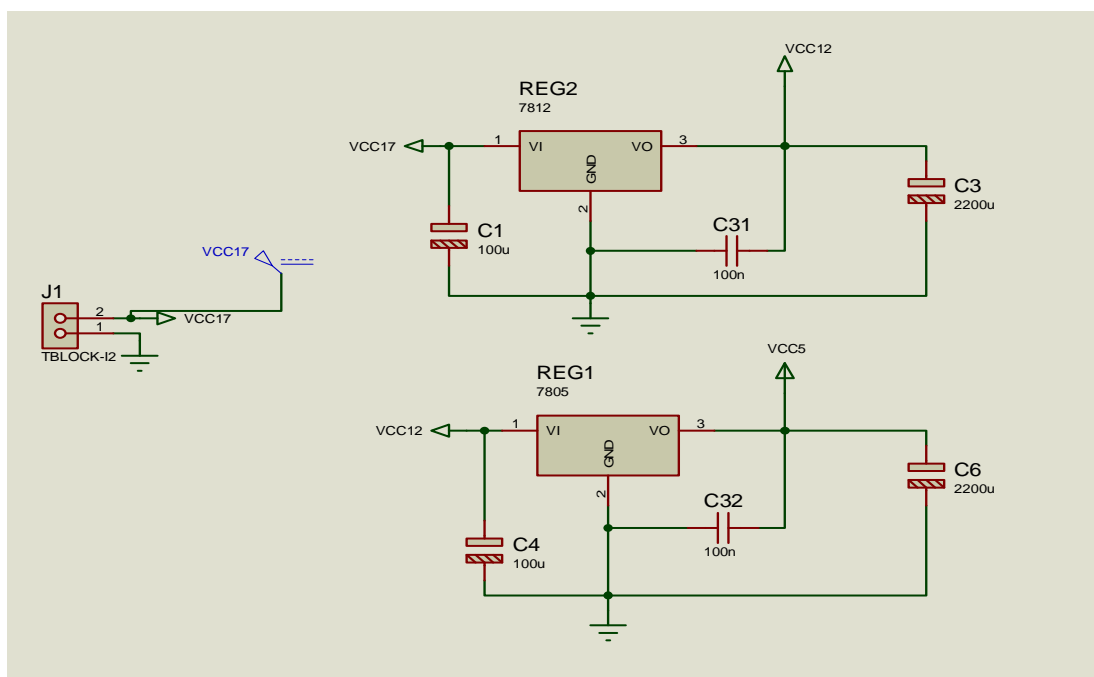 VCC12
REG2
7812
VCC17
1
VI
VO
3
GND
2
C3
2200u
C1
100u
C31
100n
VCC17
J1
2
VCC17
1
TBLOCK-I2
VCC5
REG1
7805
VCC12
1
VI
VO
3
GND
2
C6
2200u
C32
100n
C4
100u